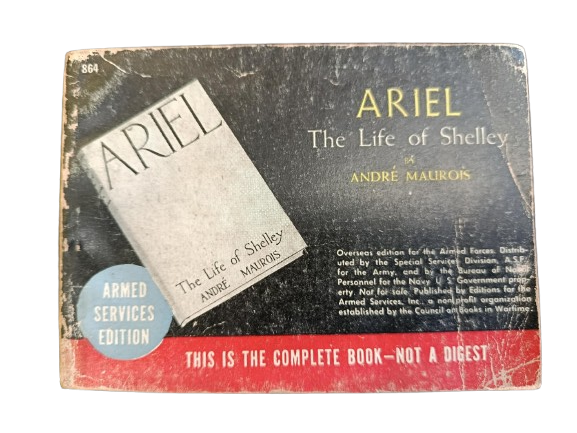 864
ARIEL
The Life of Shelley
ANDRÉ MAUROIS
ARMED
SERVICES
EDITION
ARIEL
The Life of Shelley
BY
ANDRÉ MAUROIS
Overseas edition for the Armed Forces. Distrib-
uted by the Special Services Division, A.S.F.,
for the Army, and by the Bureau of Naval
Personnel for the Navy. U. S. Government prop-
erty. Not for sale. Published by Editions for the
Armed Services, Inc., a non-profit organization
established by the Council on Books in Wartime.
THIS IS THE COMPLETE BOOK—NOT A DIGEST